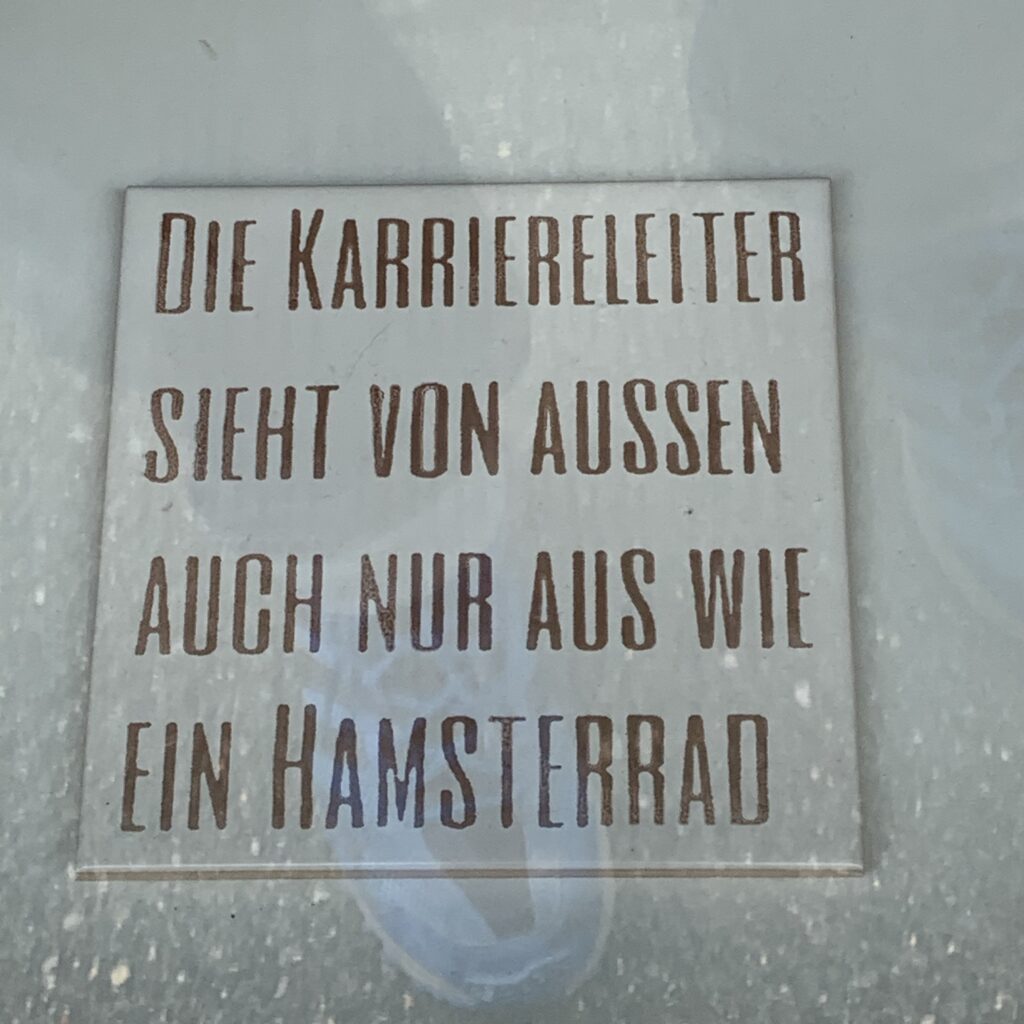 DIE KARRIERELEITER
SIEHT VON AUSSEN
AUCH NUR AUS WIE
EIN HAMSTERRAD